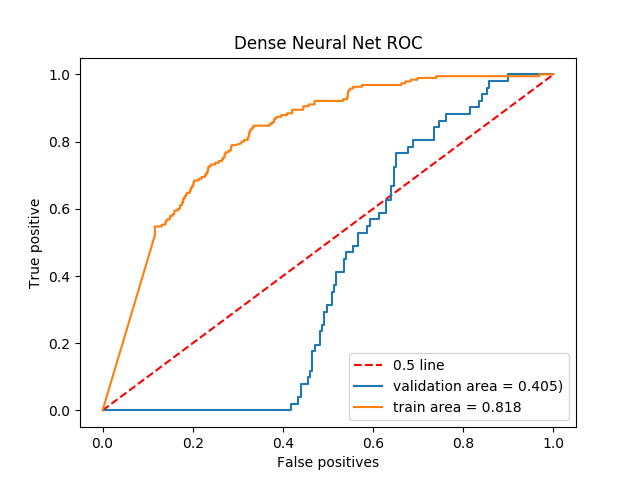 Dense Neural Net ROC
True positive
1.0
0.8
0.6
0.4
0.2
0.0
0.5 line
validation area = 0.405)
train area = 0.818
0.0 0.2 0.4 0.6 0.8 1.0
False positives